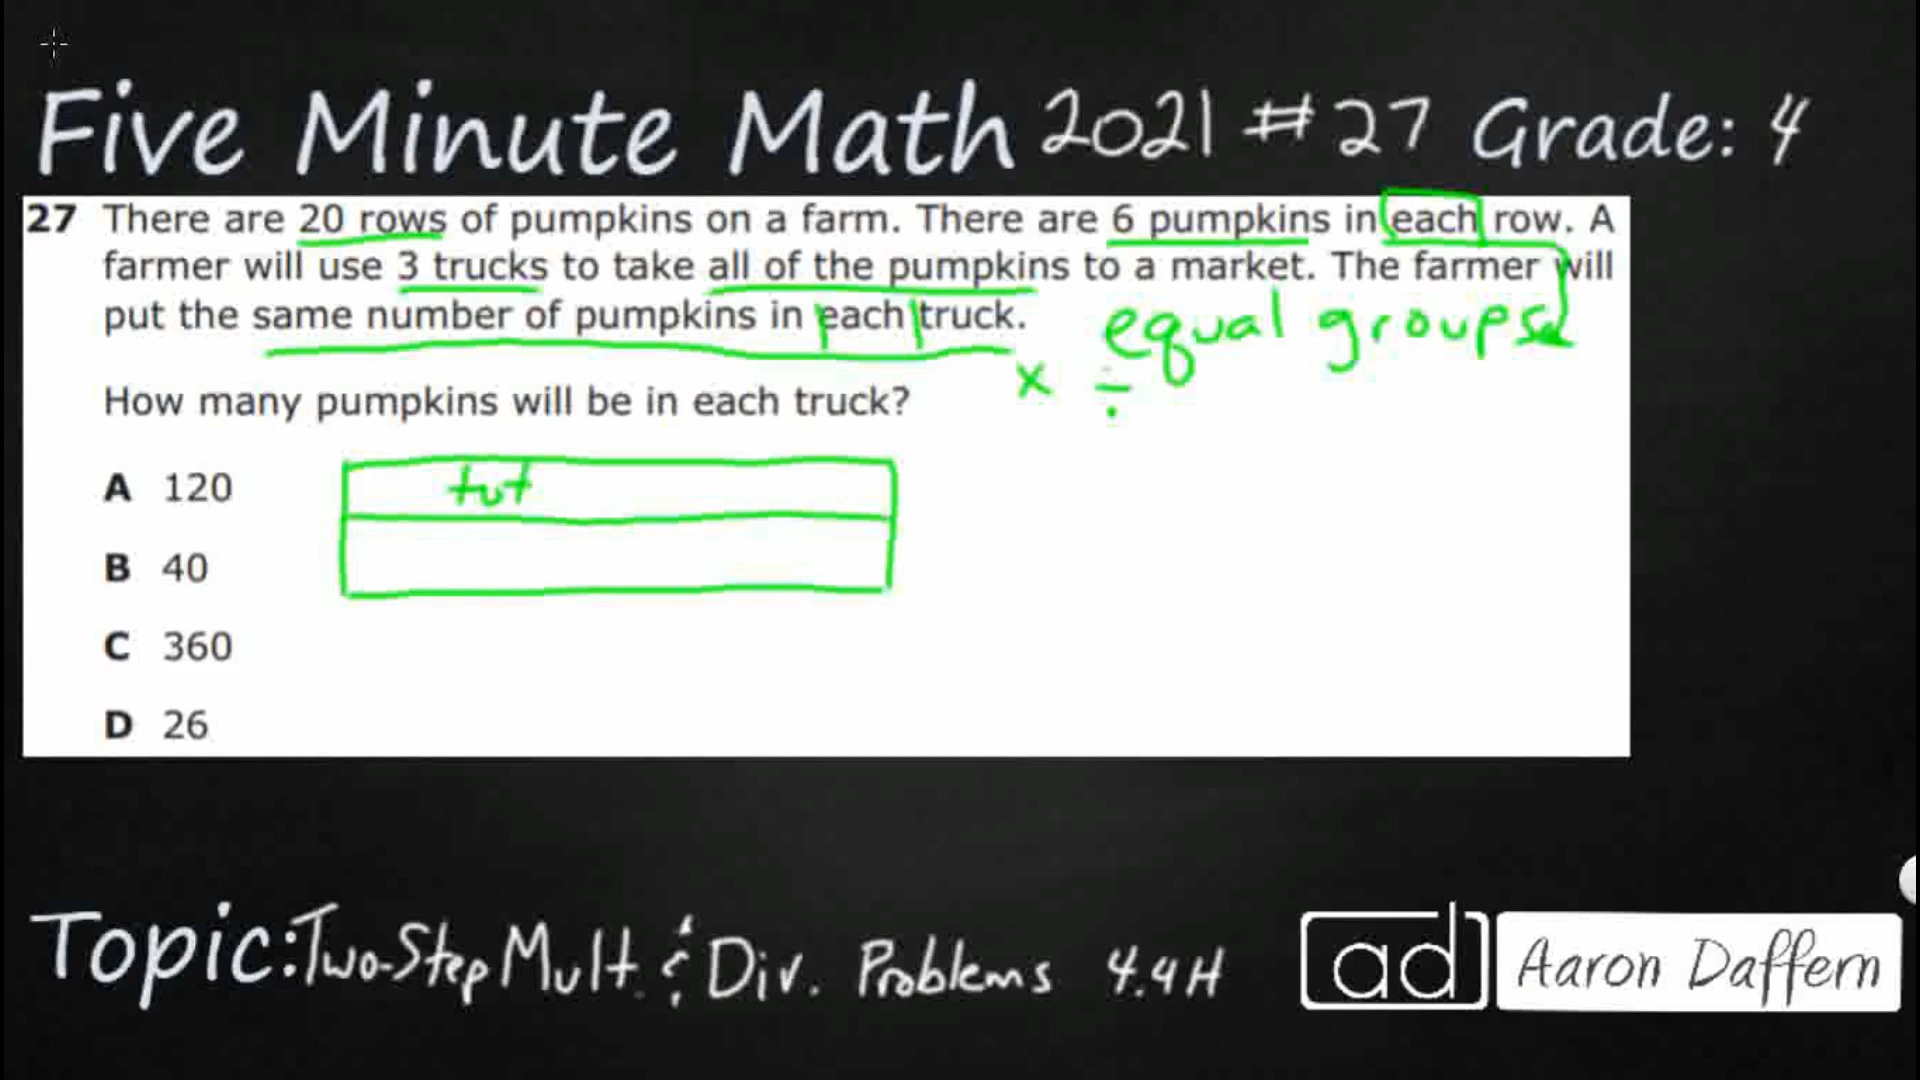 Five Minute Math 2021 #27 Grade: 4
27 There are 20 rows of pumpkins on a farm. There are 6 pumpkins in each row. A
farmer will use 3 trucks to take all of the pumpkins to a market. The farmer will
put the same number of pumpkins in each truck.
equal groups
x ÷
How many pumpkins will be in each truck?
A 120
tot
B 40
C 360
D 26
Topic: Two-Step Mult. & Div. Problems 4.4H
ad Aaron Daffern